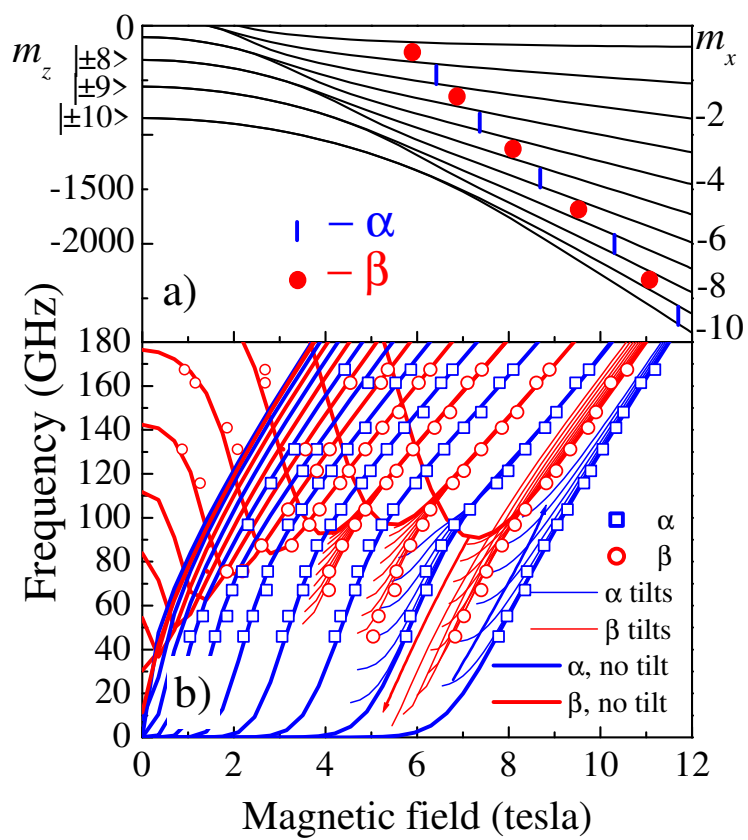 0
m_z
m_x
|±8>
|±9>
|±10>
-2
-4
-1500
-6
-2000
-8
-10
– α
– β
a)
180
160
140
120
100
80
60
40
20
0
Frequency (GHz)
α
β
α tilts
β tilts
α, no tilt
β, no tilt
b)
0 2 4 6 8 10 12
Magnetic field (tesla)